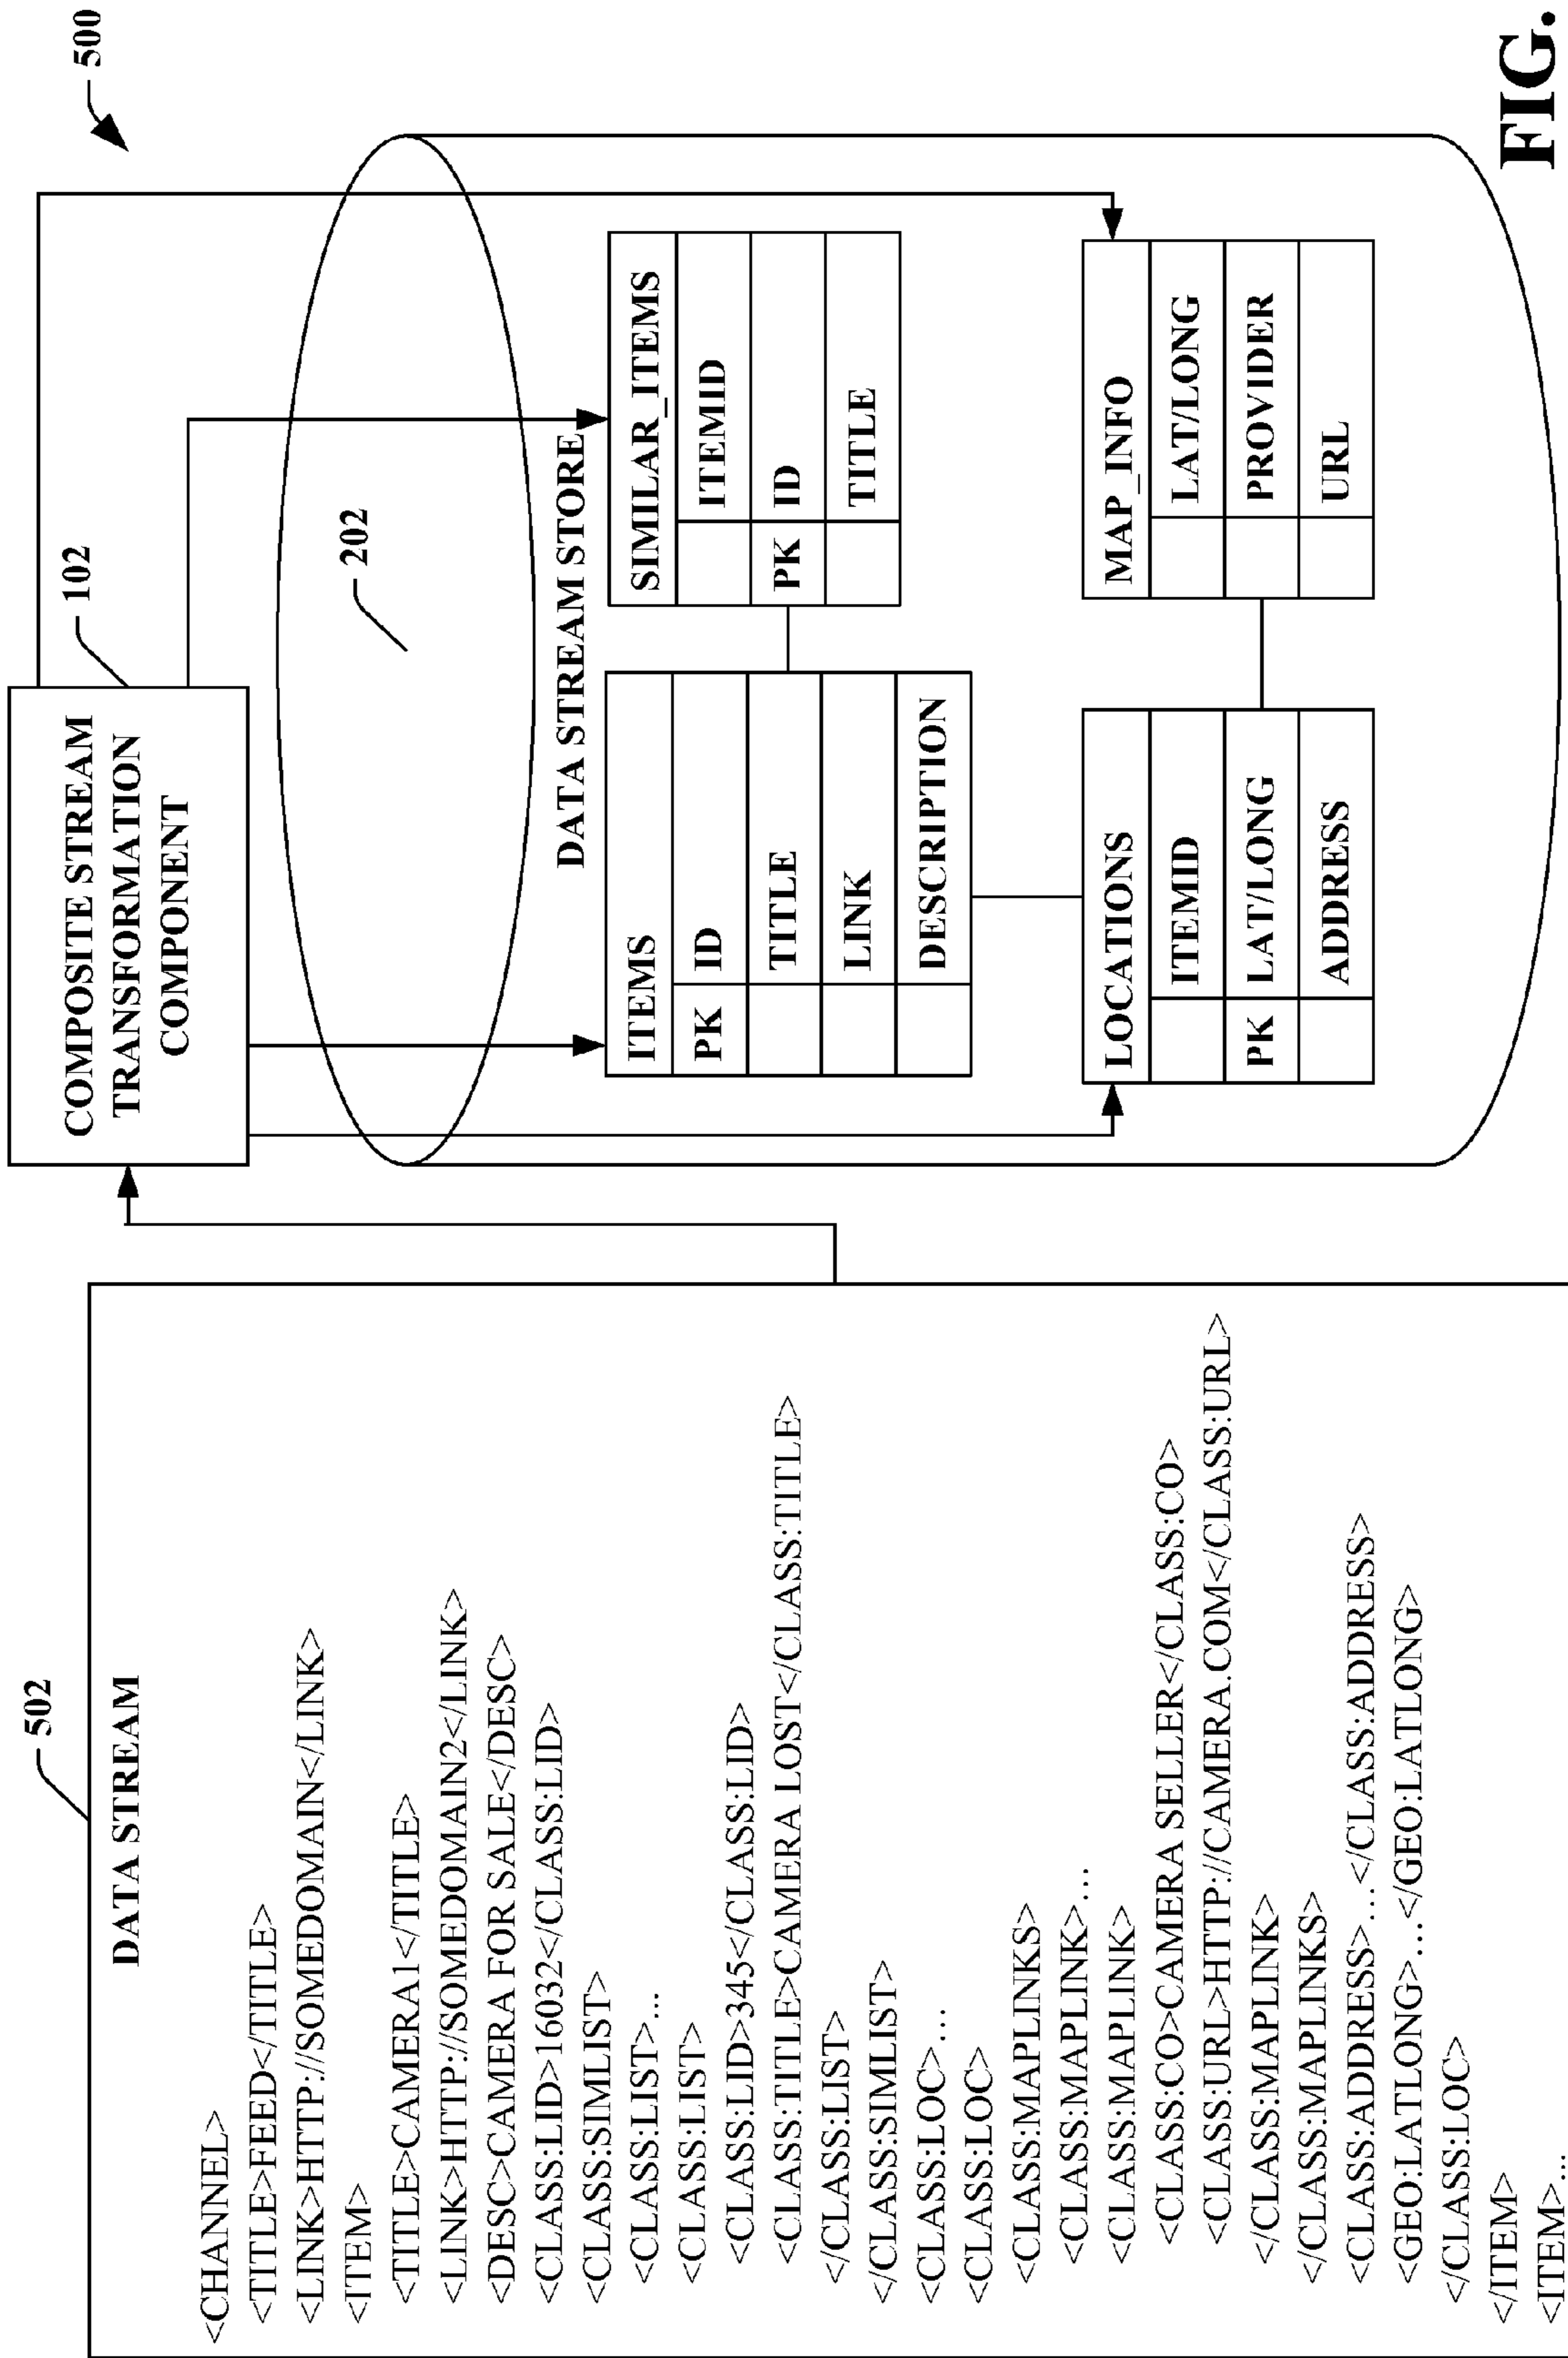 502
DATA STREAM
<CHANNEL>
<TITLE>FEED</TITLE>
<LINK>HTTP://SOMEDOMAIN</LINK>
<ITEM>
<TITLE>CAMERA1</TITLE>
<LINK>HTTP://SOMEDOMAIN2</LINK>
<DESC>CAMERA FOR SALE</DESC>
<CLASS:LID>16032</CLASS:LID>
<CLASS:SIMLIST>
<CLASS:LIST>...
<CLASS:LIST>
<CLASS:LID>345</CLASS:LID>
<CLASS:TITLE>CAMERA LOST</CLASS:TITLE>
</CLASS:LIST>
</CLASS:SIMLIST>
<CLASS:LOC>...
<CLASS:LOC>
<CLASS:MAPLINKS>
<CLASS:MAPLINK>...
<CLASS:MAPLINK>
<CLASS:CO>CAMERA SELLER</CLASS:CO>
<CLASS:URL>HTTP://CAMERA.COM</CLASS:URL>
</CLASS:MAPLINK>
</CLASS:MAPLINKS>
<CLASS:ADDRESS>...</CLASS:ADDRESS>
<GEO:LATLONG>...</GEO:LATLONG>
</CLASS:LOC>
</ITEM>
<ITEM>...
500
COMPOSITE STREAM
TRANSFORMATION
COMPONENT
102
202
DATA STREAM STORE
ITEMS
PK ID
TITLE
LINK
DESCRIPTION
SIMILAR_ITEMS
ITEMID
PK ID
TITLE
LOCATIONS
ITEMID
PK LAT/LONG
ADDRESS
MAP_INFO
LAT/LONG
PROVIDER
URL
FIG.